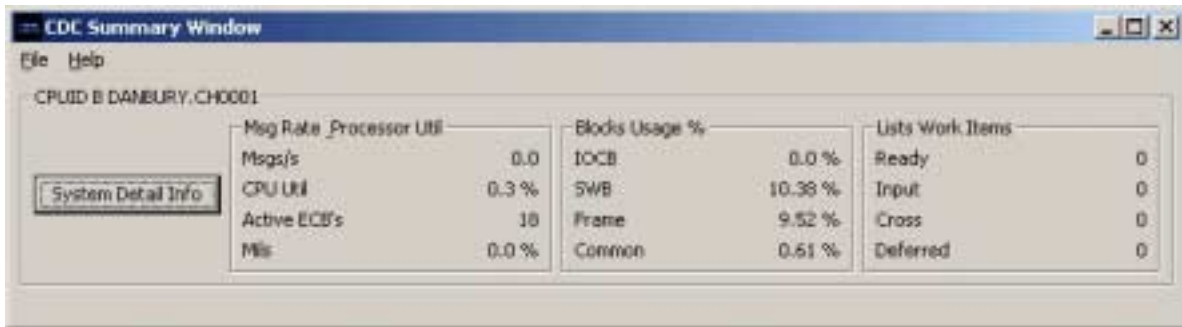 CDC Summary Window
File Help
CPUID B DANBURY.CH0001
System Detail Info
Msg Rate_Processor Util
Msgs/s 0.0
CPU Util 0.3 %
Active ECB's 18
Mils 0.0 %
Blocks Usage %
IOCB 0.0 %
SWB 10.38 %
Frame 9.52 %
Common 0.61 %
Lists Work Items
Ready 0
Input 0
Cross 0
Deferred 0